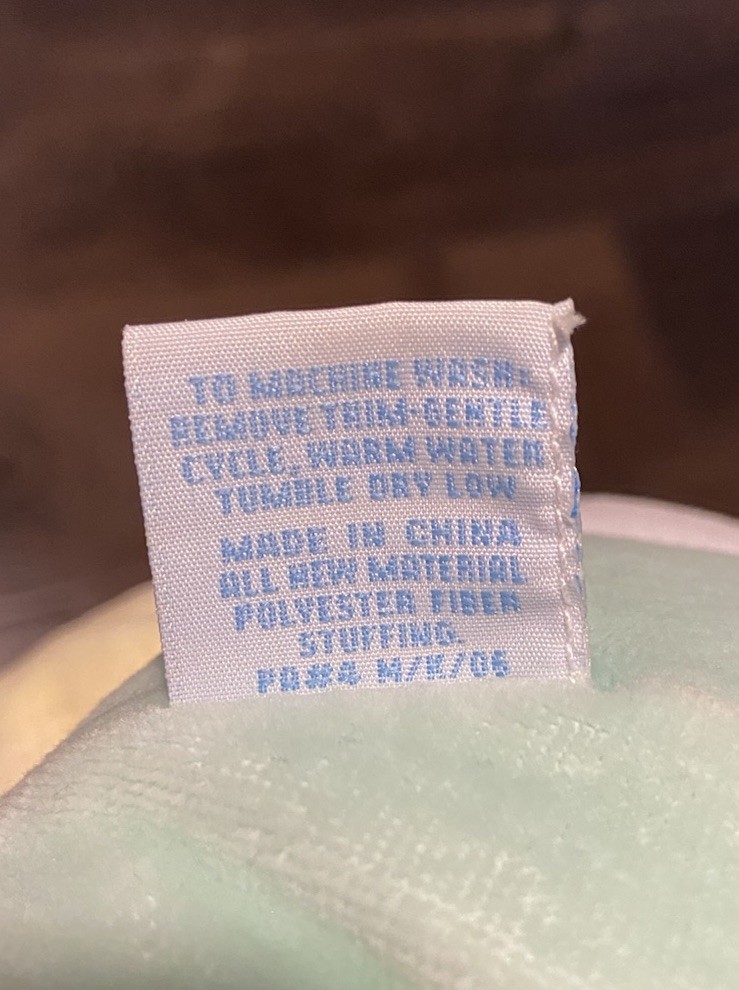 TO MACHINE WASH:
REMOVE TRIM-GENTLE
CYCLE, WARM WATER
TUMBLE DRY LOW
MADE IN CHINA
ALL NEW MATERIAL
POLYESTER FIBER
STUFFING.